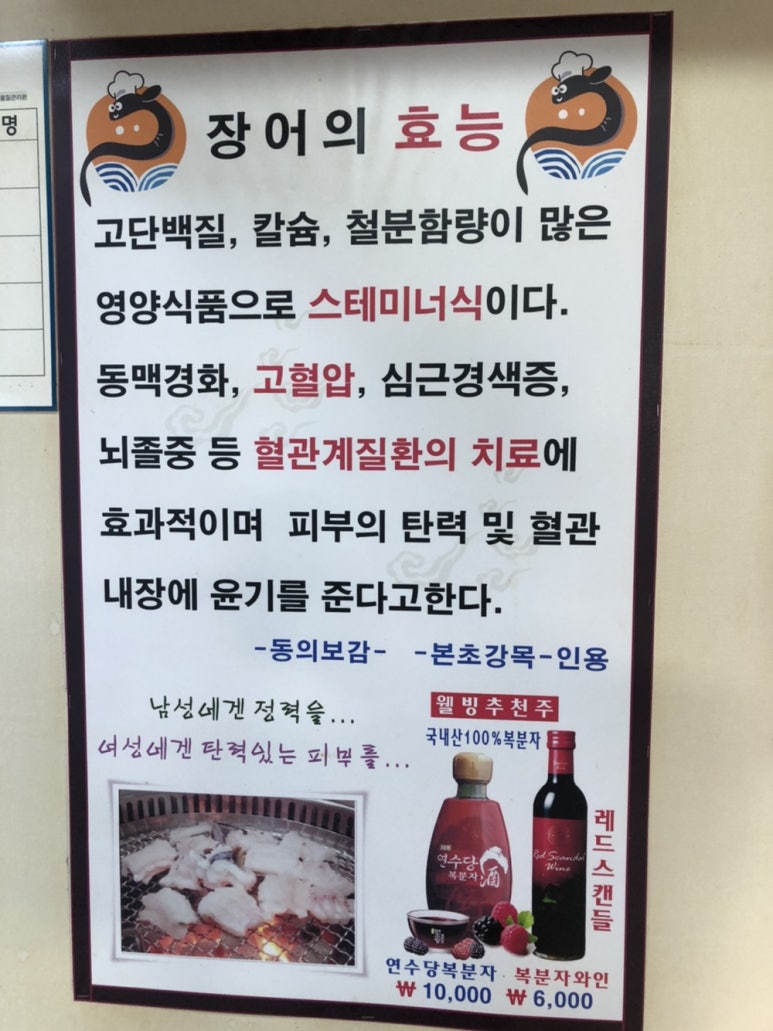 명
장어의 효능
고단백질, 칼슘, 철분함량이 많은
영양식품으로 스테미너식이다.
동맥경화, 고혈압, 심근경색증,
뇌졸중 등 혈관계질환의 치료에
효과적이며 피부의 탄력 및 혈관
내장에 윤기를 준다고한다.
-동의보감- -본초강목-인용
남성에겐 정력을...
여성에겐 탄력있는 피부를...
웰빙추천주
국내산100%복분자
연수당
복분자
酒
Red Scandal
Wine
레드스캔들
연수당복분자
₩ 10,000
복분자와인
₩ 6,000